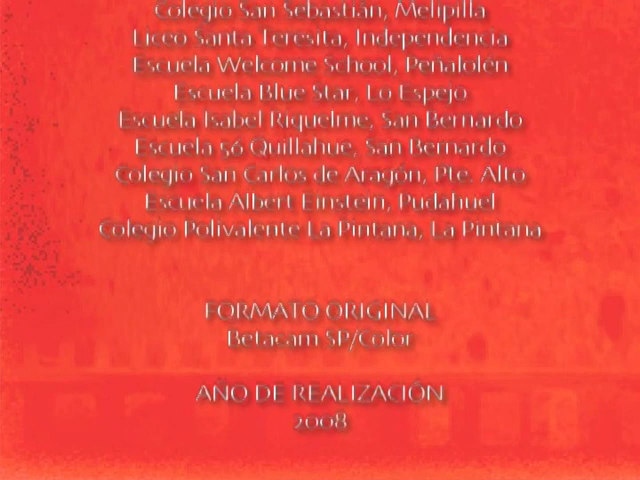 Colegio San Sebastián, Melipilla
Liceo Santa Teresita, Independencia
Escuela Welcome School, Peñalolén
Escuela Blue Star, Lo Espejo
Escuela Isabel Riquelme, San Bernardo
Escuela 56 Quillahue, San Bernardo
Colegio San Carlos de Aragón, Pte. Alto
Escuela Albert Einstein, Pudahuel
Colegio Polivalente La Pintana, La Pintana
FORMATO ORIGINAL
Betacam SP/Color
AÑO DE REALIZACIÓN
2008